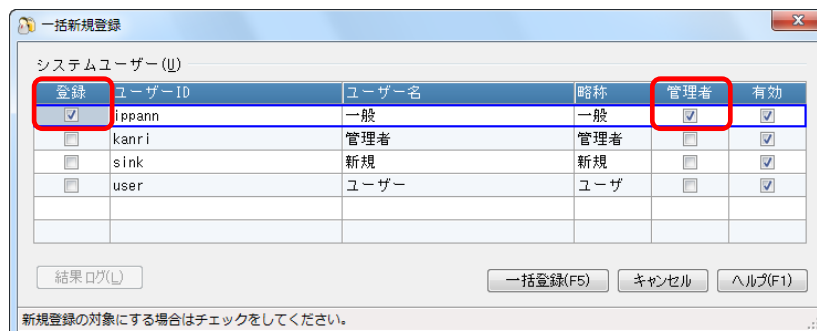 一括新規登録
システムユーザー(U)
登録 ユーザーID ユーザー名 略称 管理者 有効
ippann 一般 一般
kanri 管理者 管理者
sink 新規 新規
user ユーザー ユーザ
結果ログ(L) 一括登録(F5) キャンセル ヘルプ(F1)
新規登録の対象にする場合はチェックをしてください。